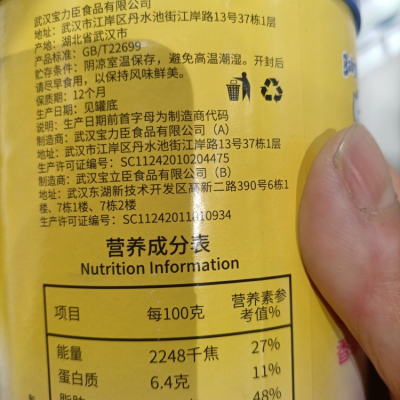 武汉宝力臣食品有限公司
地址：武汉市江岸区丹水池街江岸路13号37栋1层
产地：湖北省武汉市
产品标准：GB/T22699
贮存条件：阴凉室温保存，避免高温潮湿。开封后
请尽早食用，以保持风味鲜美。
保质期：12个月
生产日期：见罐底
说明：生产日期前首字母为制造商代码
制造商：武汉宝力臣食品有限公司（A）
地址：武汉市江岸区丹水池街江岸路13号37栋1层
生产许可证编号：SC11242010204475
制造商：武汉宝立臣食品有限公司（B）
地址：武汉东湖新技术开发区高新二路390号6栋1
楼、7栋1楼、7栋2楼
生产许可证编号：
营养成分表
Nutrition Information
项目 每100克 营养素参
考值%
能量 2248千焦 27%
蛋白质 6.4克 11%
48%